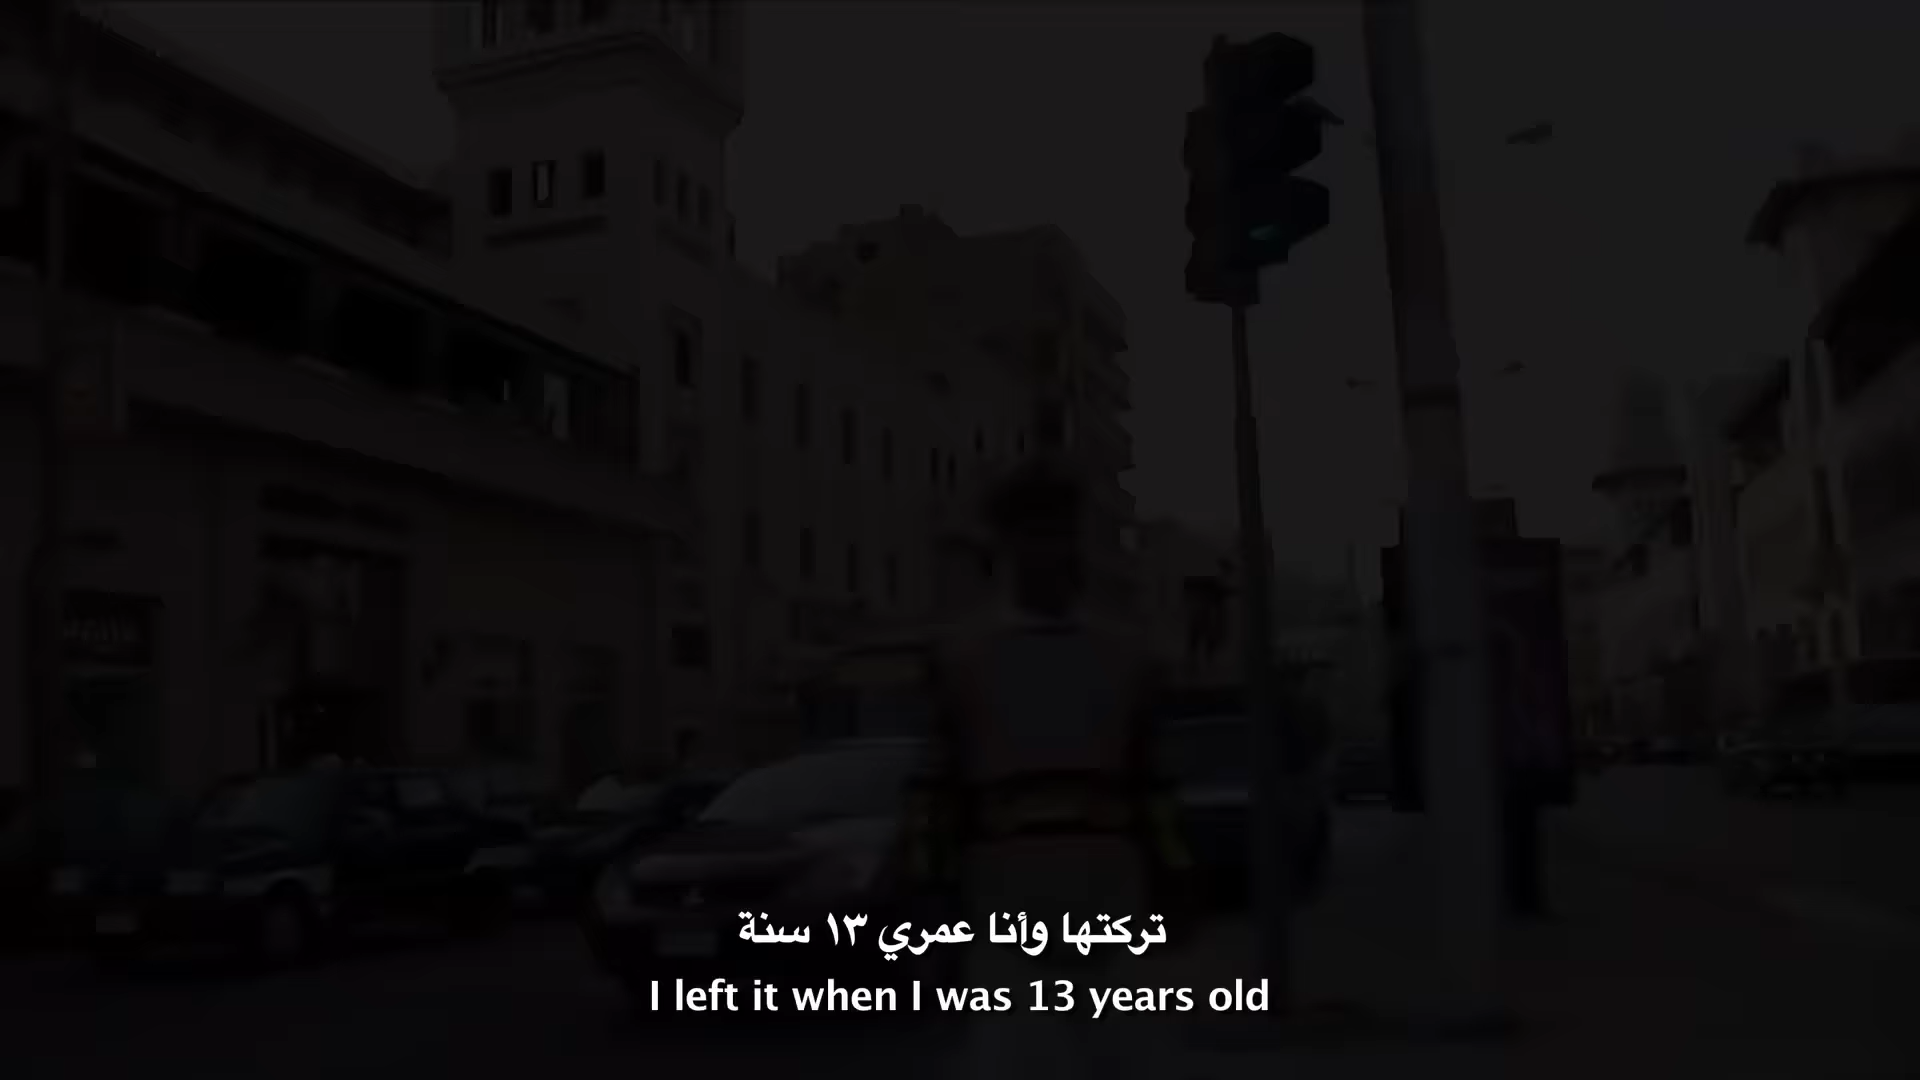 تركتها وأنا عمري ١٣ سنة
I left it when I was 13 years old